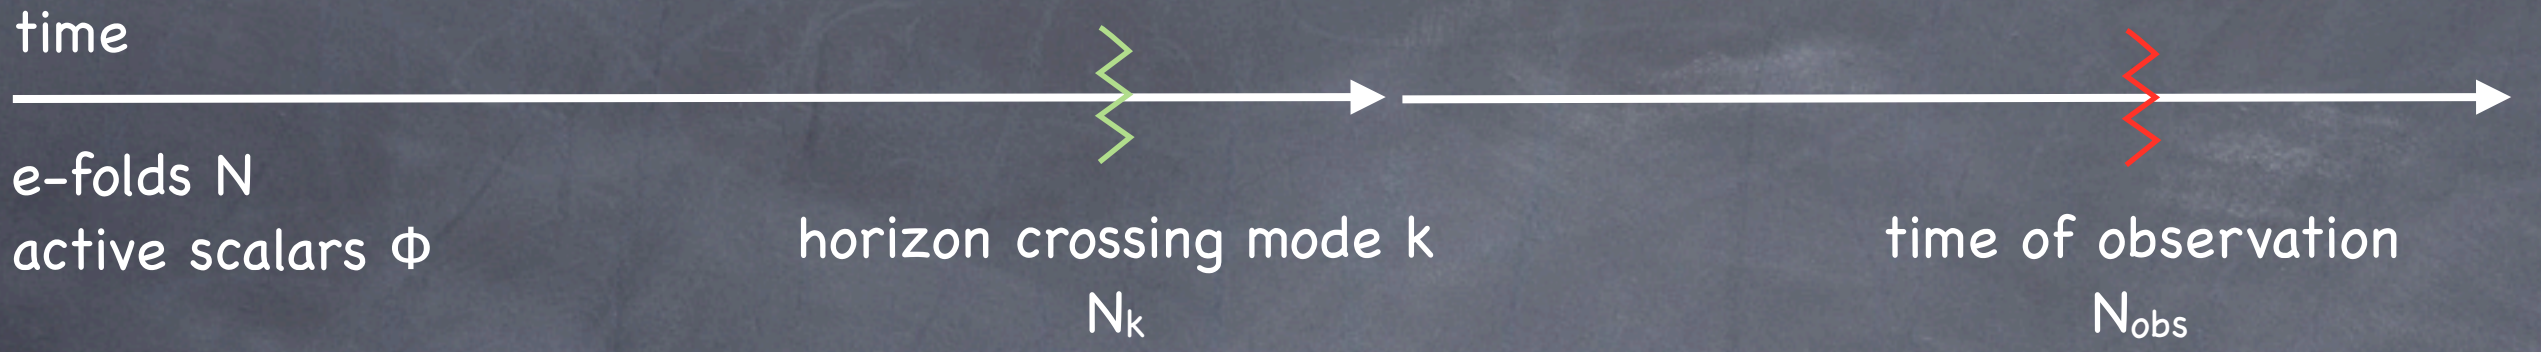 time
e-folds N
active scalars Φ
horizon crossing mode k
Nk
time of observation
Nobs